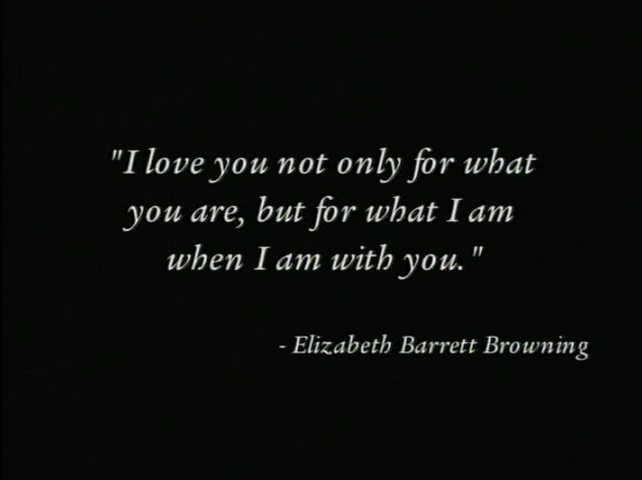 "I love you not only for what
you are, but for what I am
when I am with you."
- Elizabeth Barrett Browning